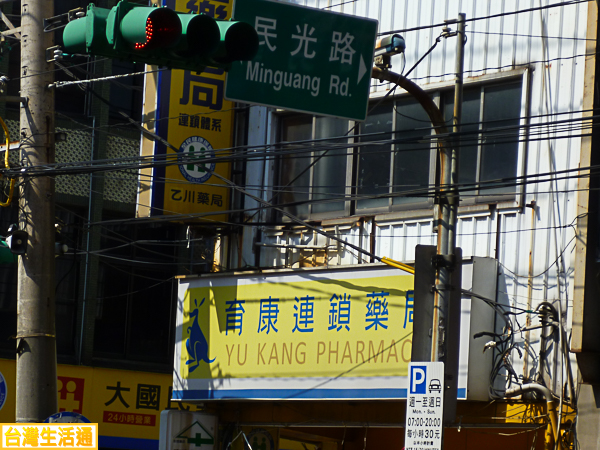 民光路
Minguang Rd.
局
連鎖體系
乙川藥局
育康連鎖藥局
YU KANG PHARMAC
大國
24小時營業
P
週一至週日
Mon. - Sun.
07:00-20:00
每小時30元
台灣生活通